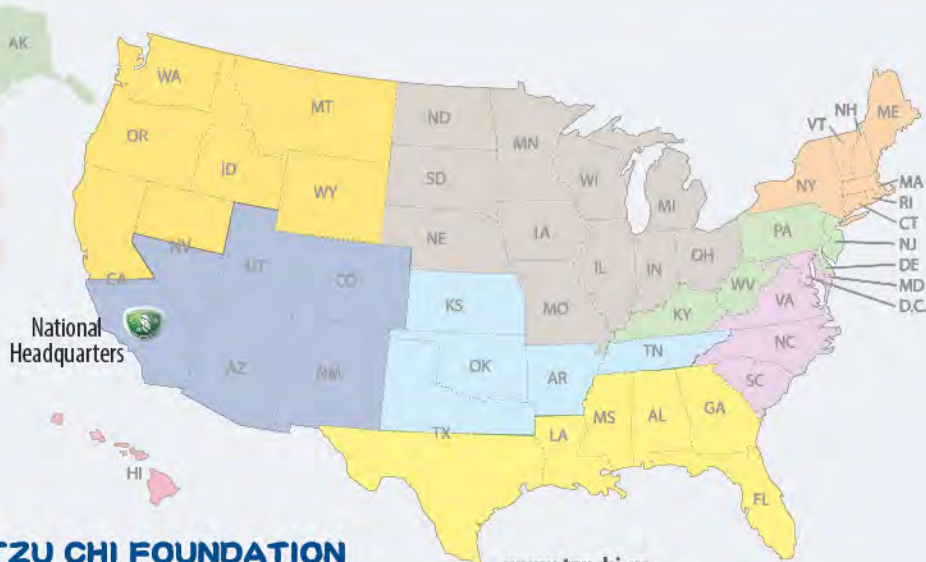 AK
WA
MT
ND
MN
OR
ID
SD
WI
MI
WY
NE
IA
NV
UT
CO
CA
IL
IN
OH
KS
MO
KY
WV
PA
NY
VT
NH
ME
MA
RI
CT
NJ
DE
MD
D.C.
VA
NC
SC
TN
National
Headquarters
AZ
NM
OK
AR
TX
LA
MS
AL
GA
FL
HI
TZU CHI FOUNDATION